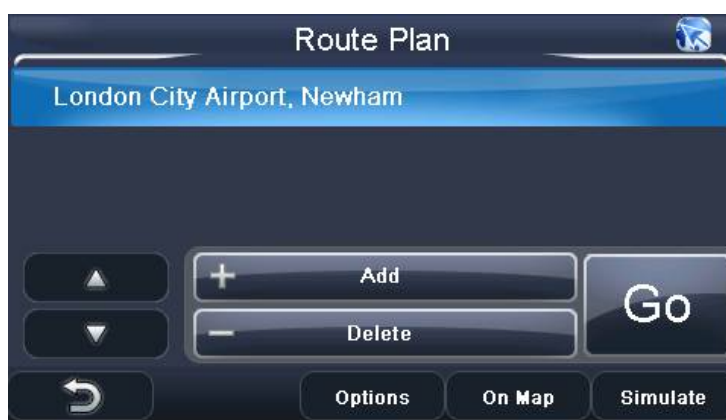 Route Plan
London City Airport, Newham
+ Add
Go
− Delete
Options
On Map
Simulate